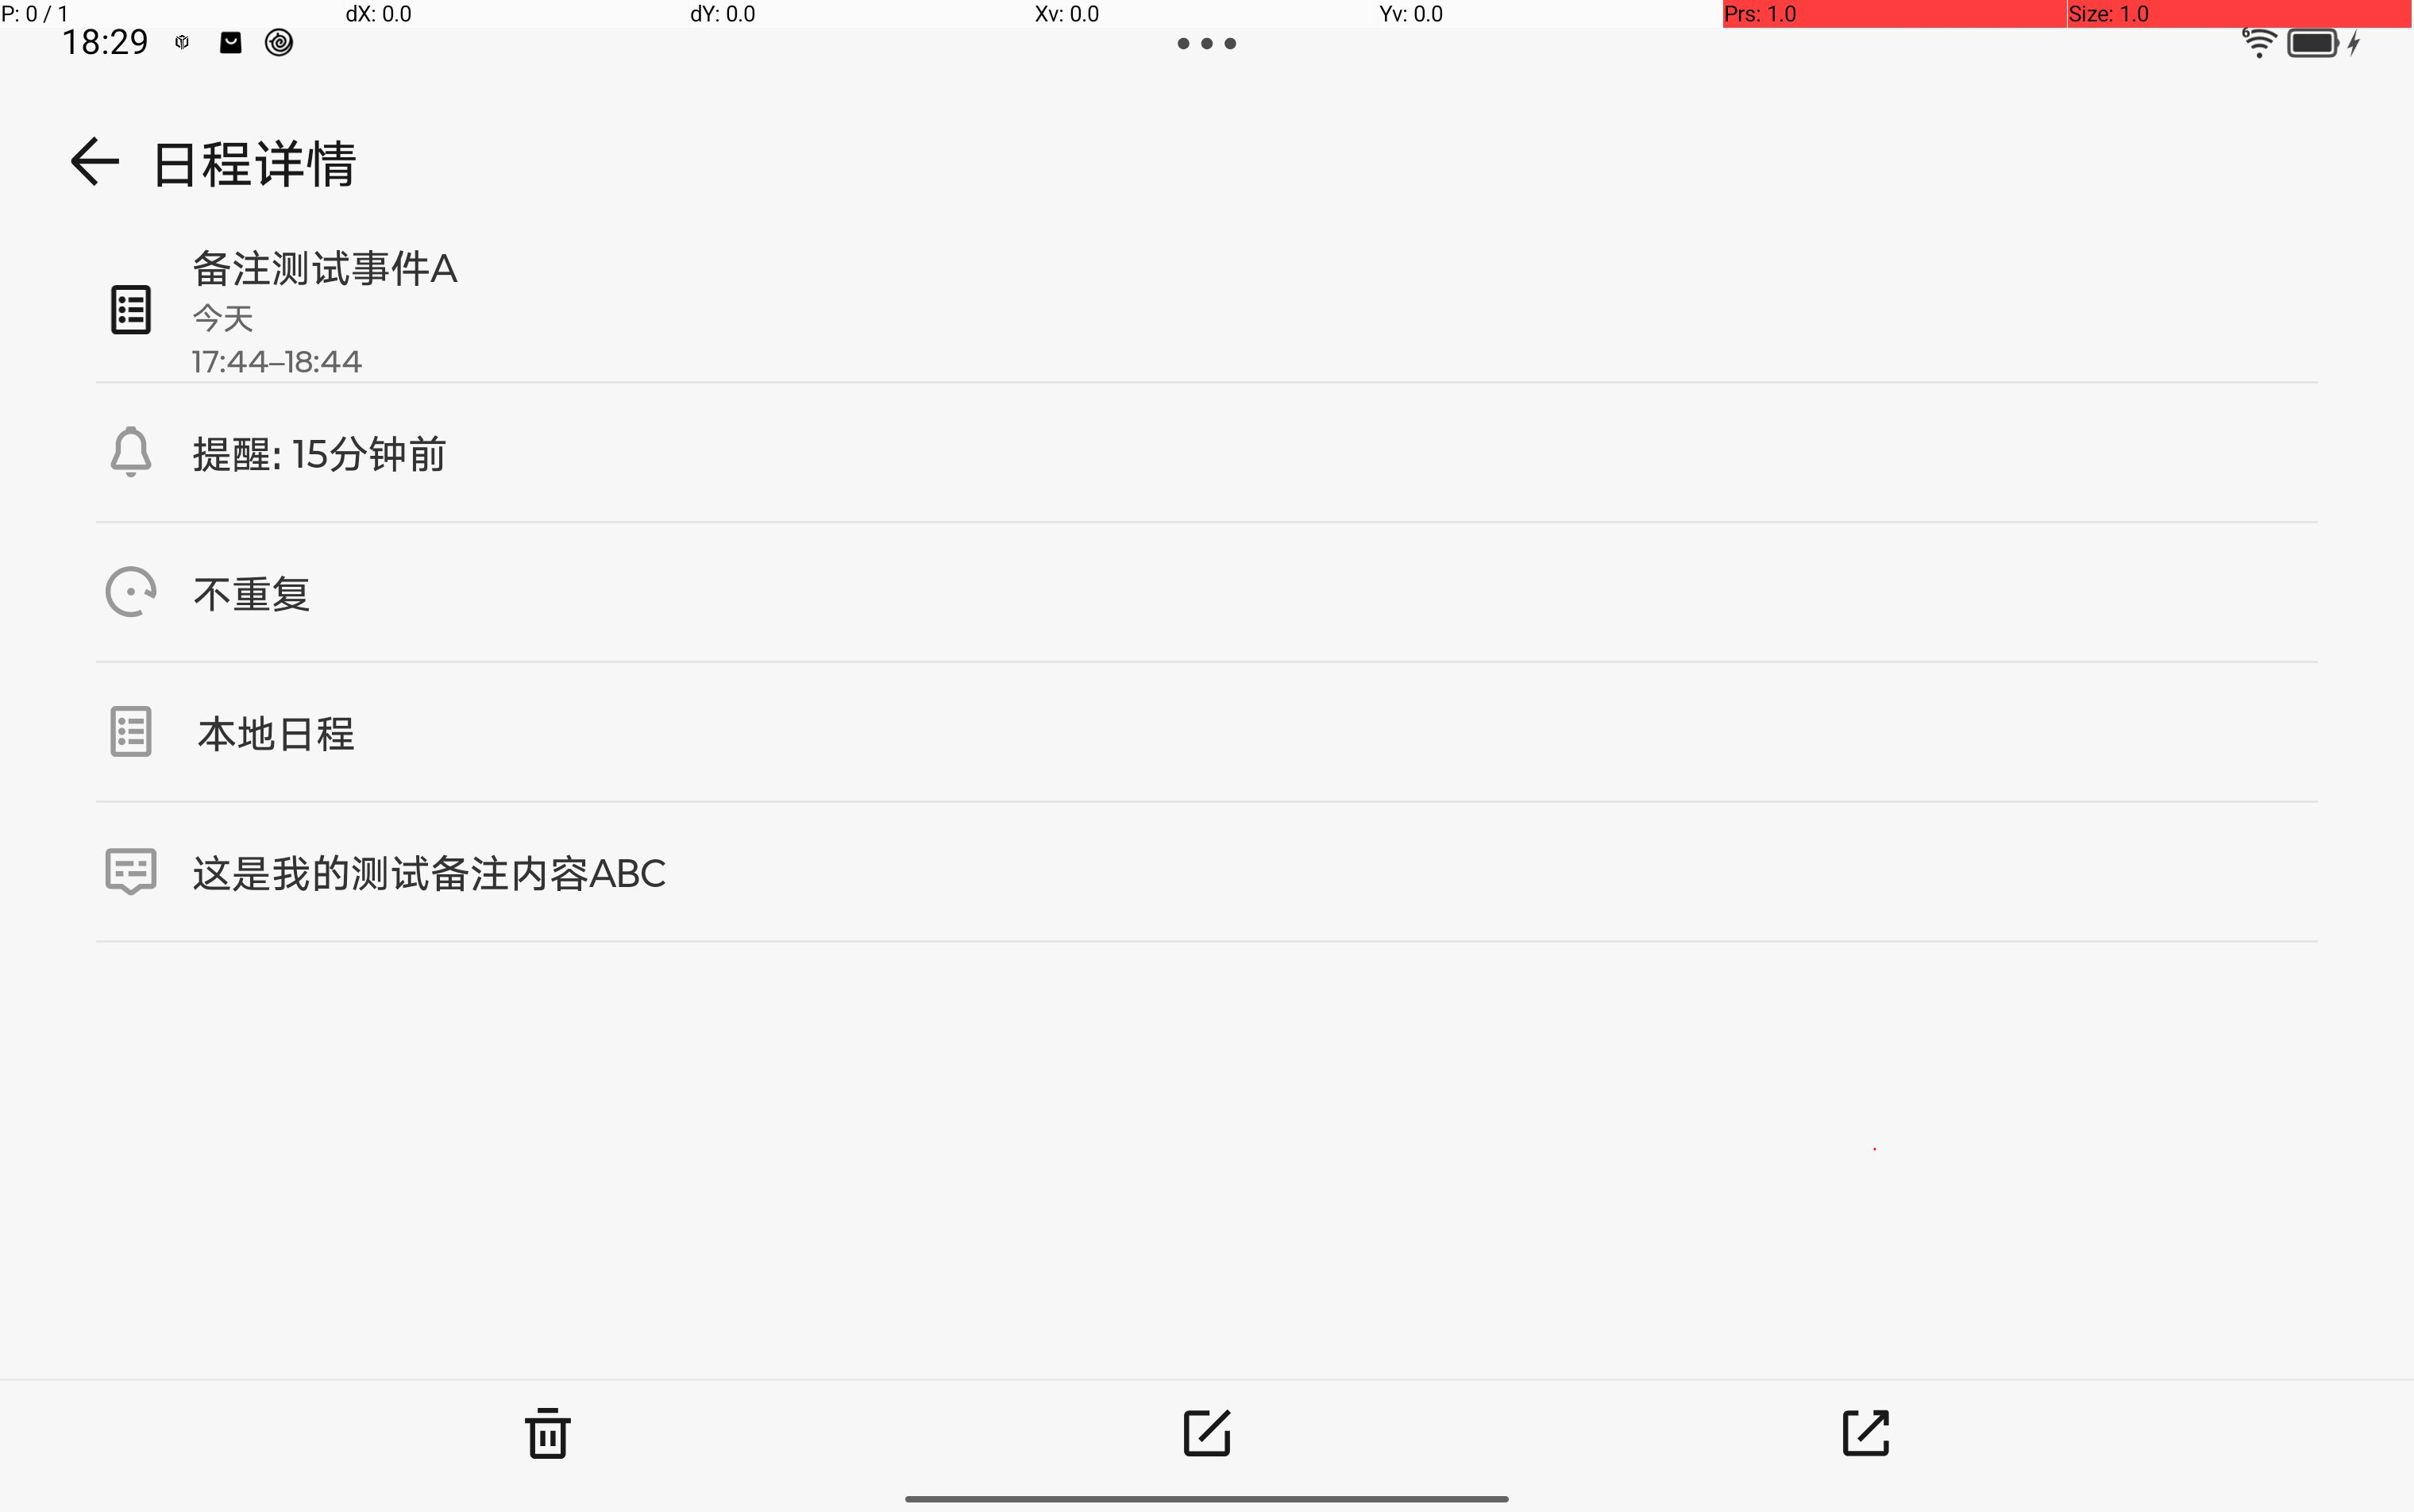 P: 0 / 1 dX: 0.0 dY: 0.0 Xv: 0.0 Yv: 0.0 Prs: 1.0 Size: 1.0
18:29 6
日程详情
备注测试事件A
今天
17:44–18:44
提醒: 15分钟前
不重复
本地日程
这是我的测试备注内容ABC